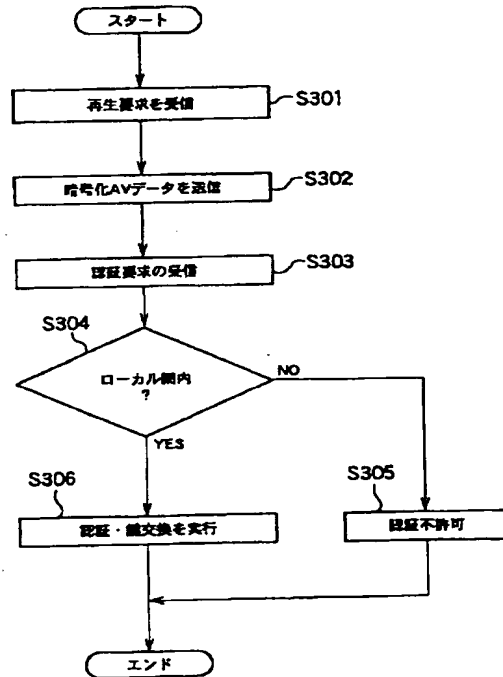 スタート
再生要求を受信
S301
暗号化AVデータを送信
S302
認証要求の受信
S303
S304
ローカル網内
?
NO
YES
S306
認証・鍵交換を実行
S305
認証不許可
エンド